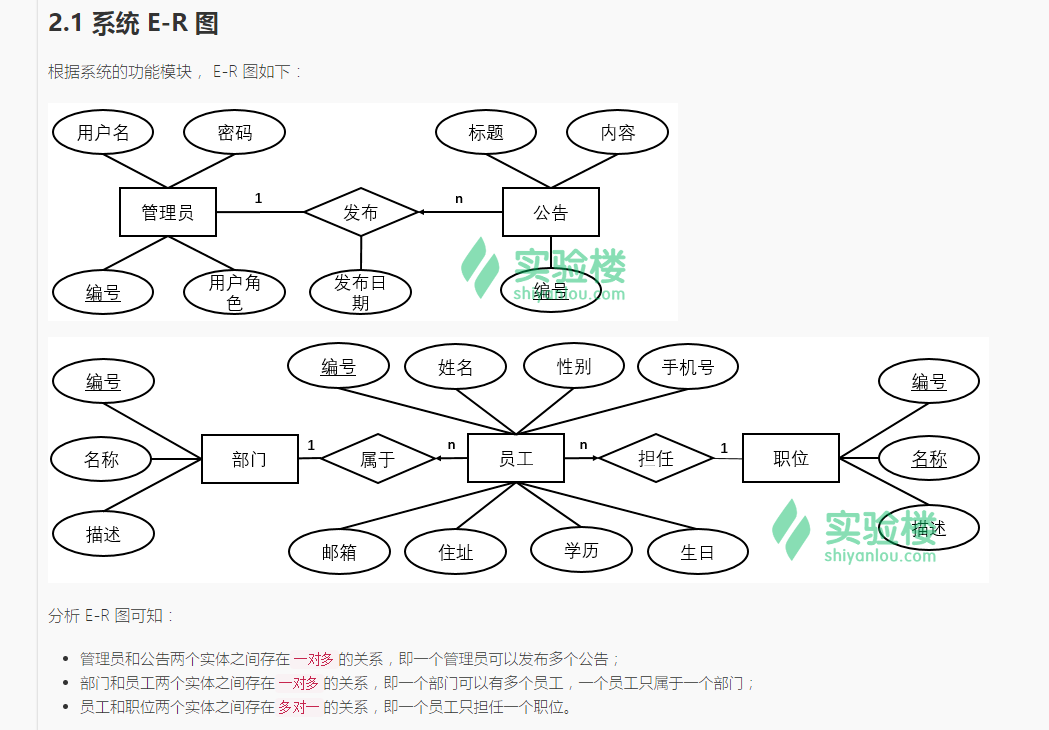 2.1 系统 E-R 图
根据系统的功能模块， E-R 图如下：
用户名 密码 标题 内容
管理员 1 发布 n 公告
编号 用户角色 发布日期 编号
实验楼
shiyanlou.com
编号 编号 姓名 性别 手机号 编号
名称 部门 1 属于 n 员工 n 担任 1 职位 名称
描述 邮箱 住址 学历 生日 描述
实验楼
shiyanlou.com
分析 E-R 图可知：
管理员和公告两个实体之间存在 一对多 的关系，即一个管理员可以发布多个公告；
部门和员工两个实体之间存在 一对多 的关系，即一个部门可以有多个员工，一个员工只属于一个部门；
员工和职位两个实体之间存在 多对一 的关系，即一个员工只担任一个职位。